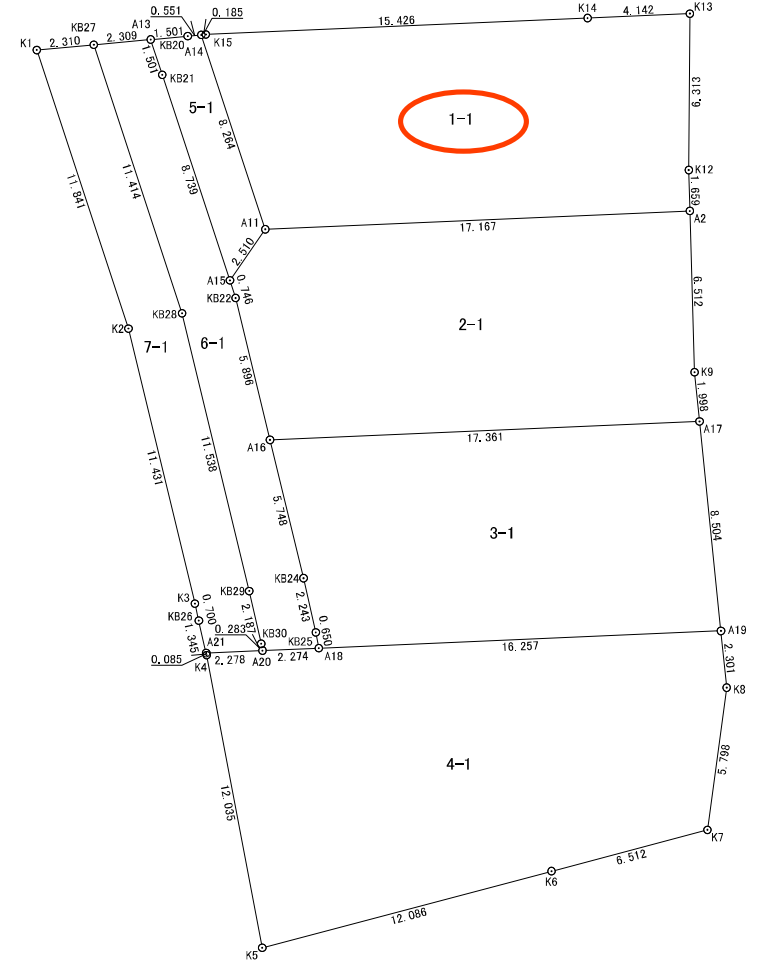 0.551
0.185
K14
4.142
K13
15.426
A13
KB27
K1
2.310
2.309
1.501
KB20
A14
K15
1.501
KB21
5-1
1-1
6.313
8.264
K12
1.659
A2
11.841
11.414
8.739
A11
17.167
2.510
A15
0.746
KB22
6.512
KB28
K2
7-1
6-1
2-1
5.896
K9
1.998
A17
A16
17.361
11.431
11.538
5.748
8.504
3-1
KB24
K3
KB29
2.243
0.700
KB26
2.187
0.283
KB30
0.650
KB25
A19
1.345
A21
0.085
K4
2.278
A20
2.274
A18
16.257
2.301
K8
4-1
5.798
12.035
K7
6.512
K6
12.086
K5